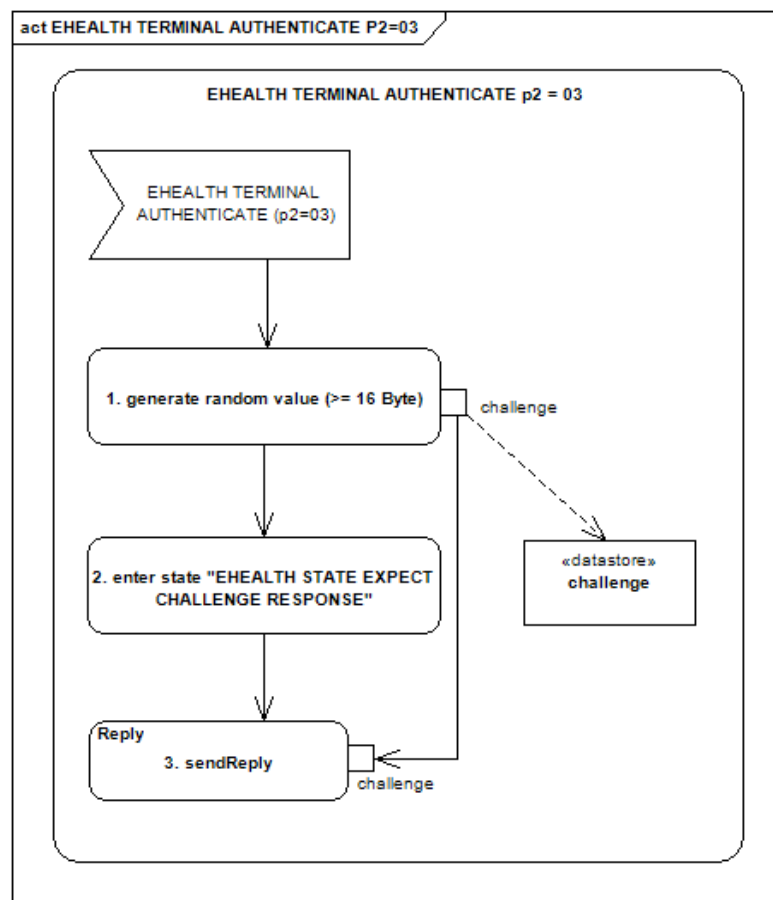 act EHEALTH TERMINAL AUTHENTICATE P2=03
EHEALTH TERMINAL AUTHENTICATE p2 = 03
EHEALTH TERMINAL
AUTHENTICATE (p2=03)
1. generate random value (>= 16 Byte)
challenge
2. enter state "EHEALTH STATE EXPECT
CHALLENGE RESPONSE"
«datastore»
challenge
Reply
3. sendReply
challenge